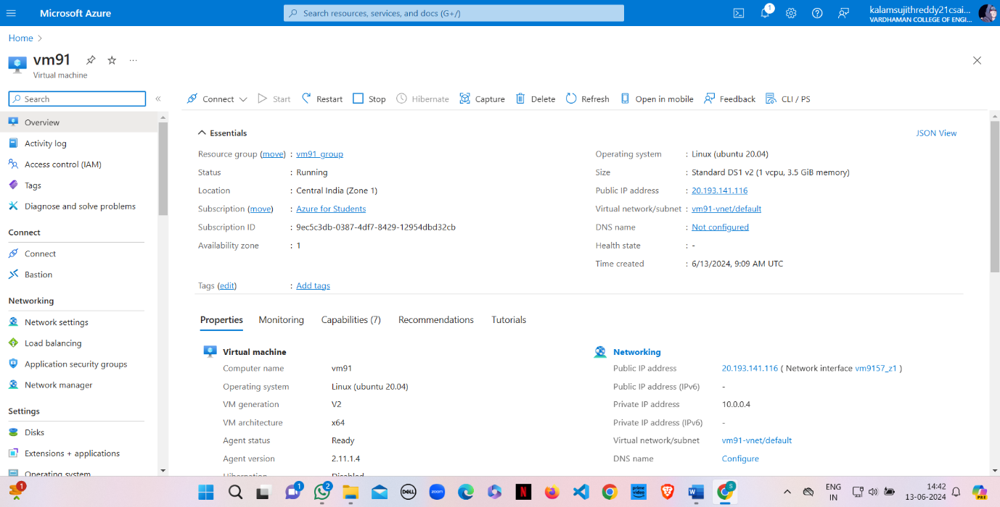 Microsoft Azure
Search resources, services, and docs (G+/)
1
kalamsujithreddy21csai...
VARDHAMAN COLLEGE OF ENGI...
Home >
vm91
Virtual machine
Search
Connect Start Restart Stop Hibernate Capture Delete Refresh Open in mobile Feedback CLI / PS
Overview
Activity log
Access control (IAM)
Tags
Diagnose and solve problems
Connect
Connect
Bastion
Networking
Network settings
Load balancing
Application security groups
Network manager
Settings
Disks
Extensions + applications
Operating system
Essentials
JSON View
Resource group (move) : vm91_group
Status : Running
Location : Central India (Zone 1)
Subscription (move) : Azure for Students
Subscription ID : 9ec5c3db-0387-4df7-8429-12954dbd32cb
Availability zone : 1
Operating system : Linux (ubuntu 20.04)
Size : Standard DS1 v2 (1 vcpu, 3.5 GiB memory)
Public IP address : 20.193.141.116
Virtual network/subnet : vm91-vnet/default
DNS name : Not configured
Health state : -
Time created : 6/13/2024, 9:09 AM UTC
Tags (edit) : Add tags
Properties Monitoring Capabilities (7) Recommendations Tutorials
Virtual machine
Computer name vm91
Operating system Linux (ubuntu 20.04)
VM generation V2
VM architecture x64
Agent status Ready
Agent version 2.11.1.4
Hibernation Disabled
Networking
Public IP address 20.193.141.116 ( Network interface vm9157_z1 )
Public IP address (IPv6) -
Private IP address 10.0.0.4
Private IP address (IPv6) -
Virtual network/subnet vm91-vnet/default
DNS name Configure
1
1
2
DELL
zoom
N
prime video
W
S
ENG
IN
14:42
13-06-2024
PRE